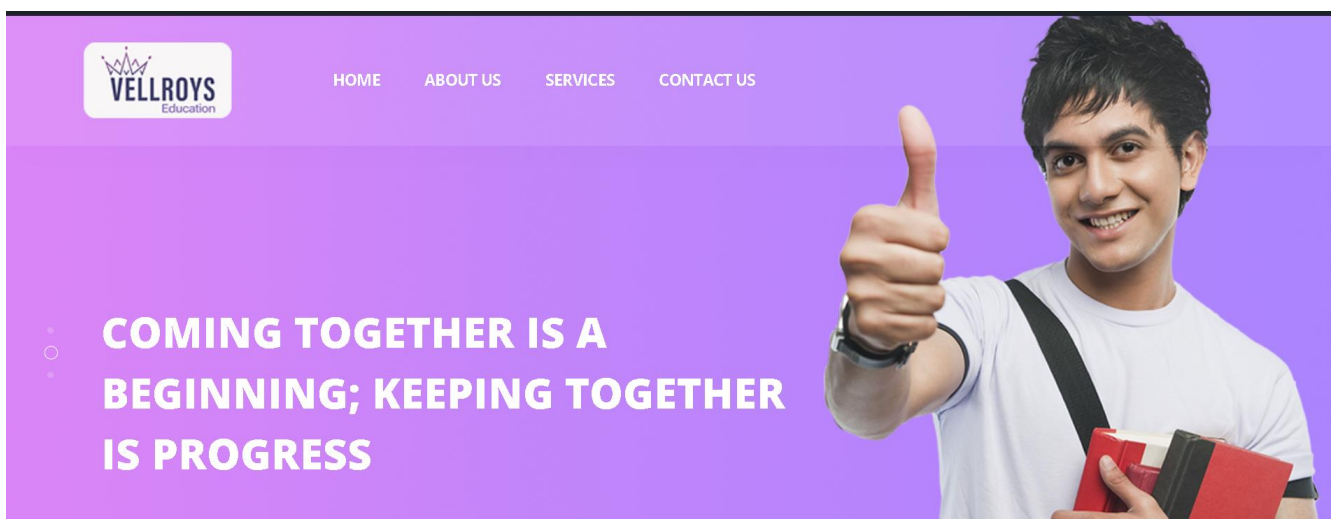 VELLROYS
Education
HOME ABOUT US SERVICES CONTACT US
COMING TOGETHER IS A
BEGINNING; KEEPING TOGETHER
IS PROGRESS